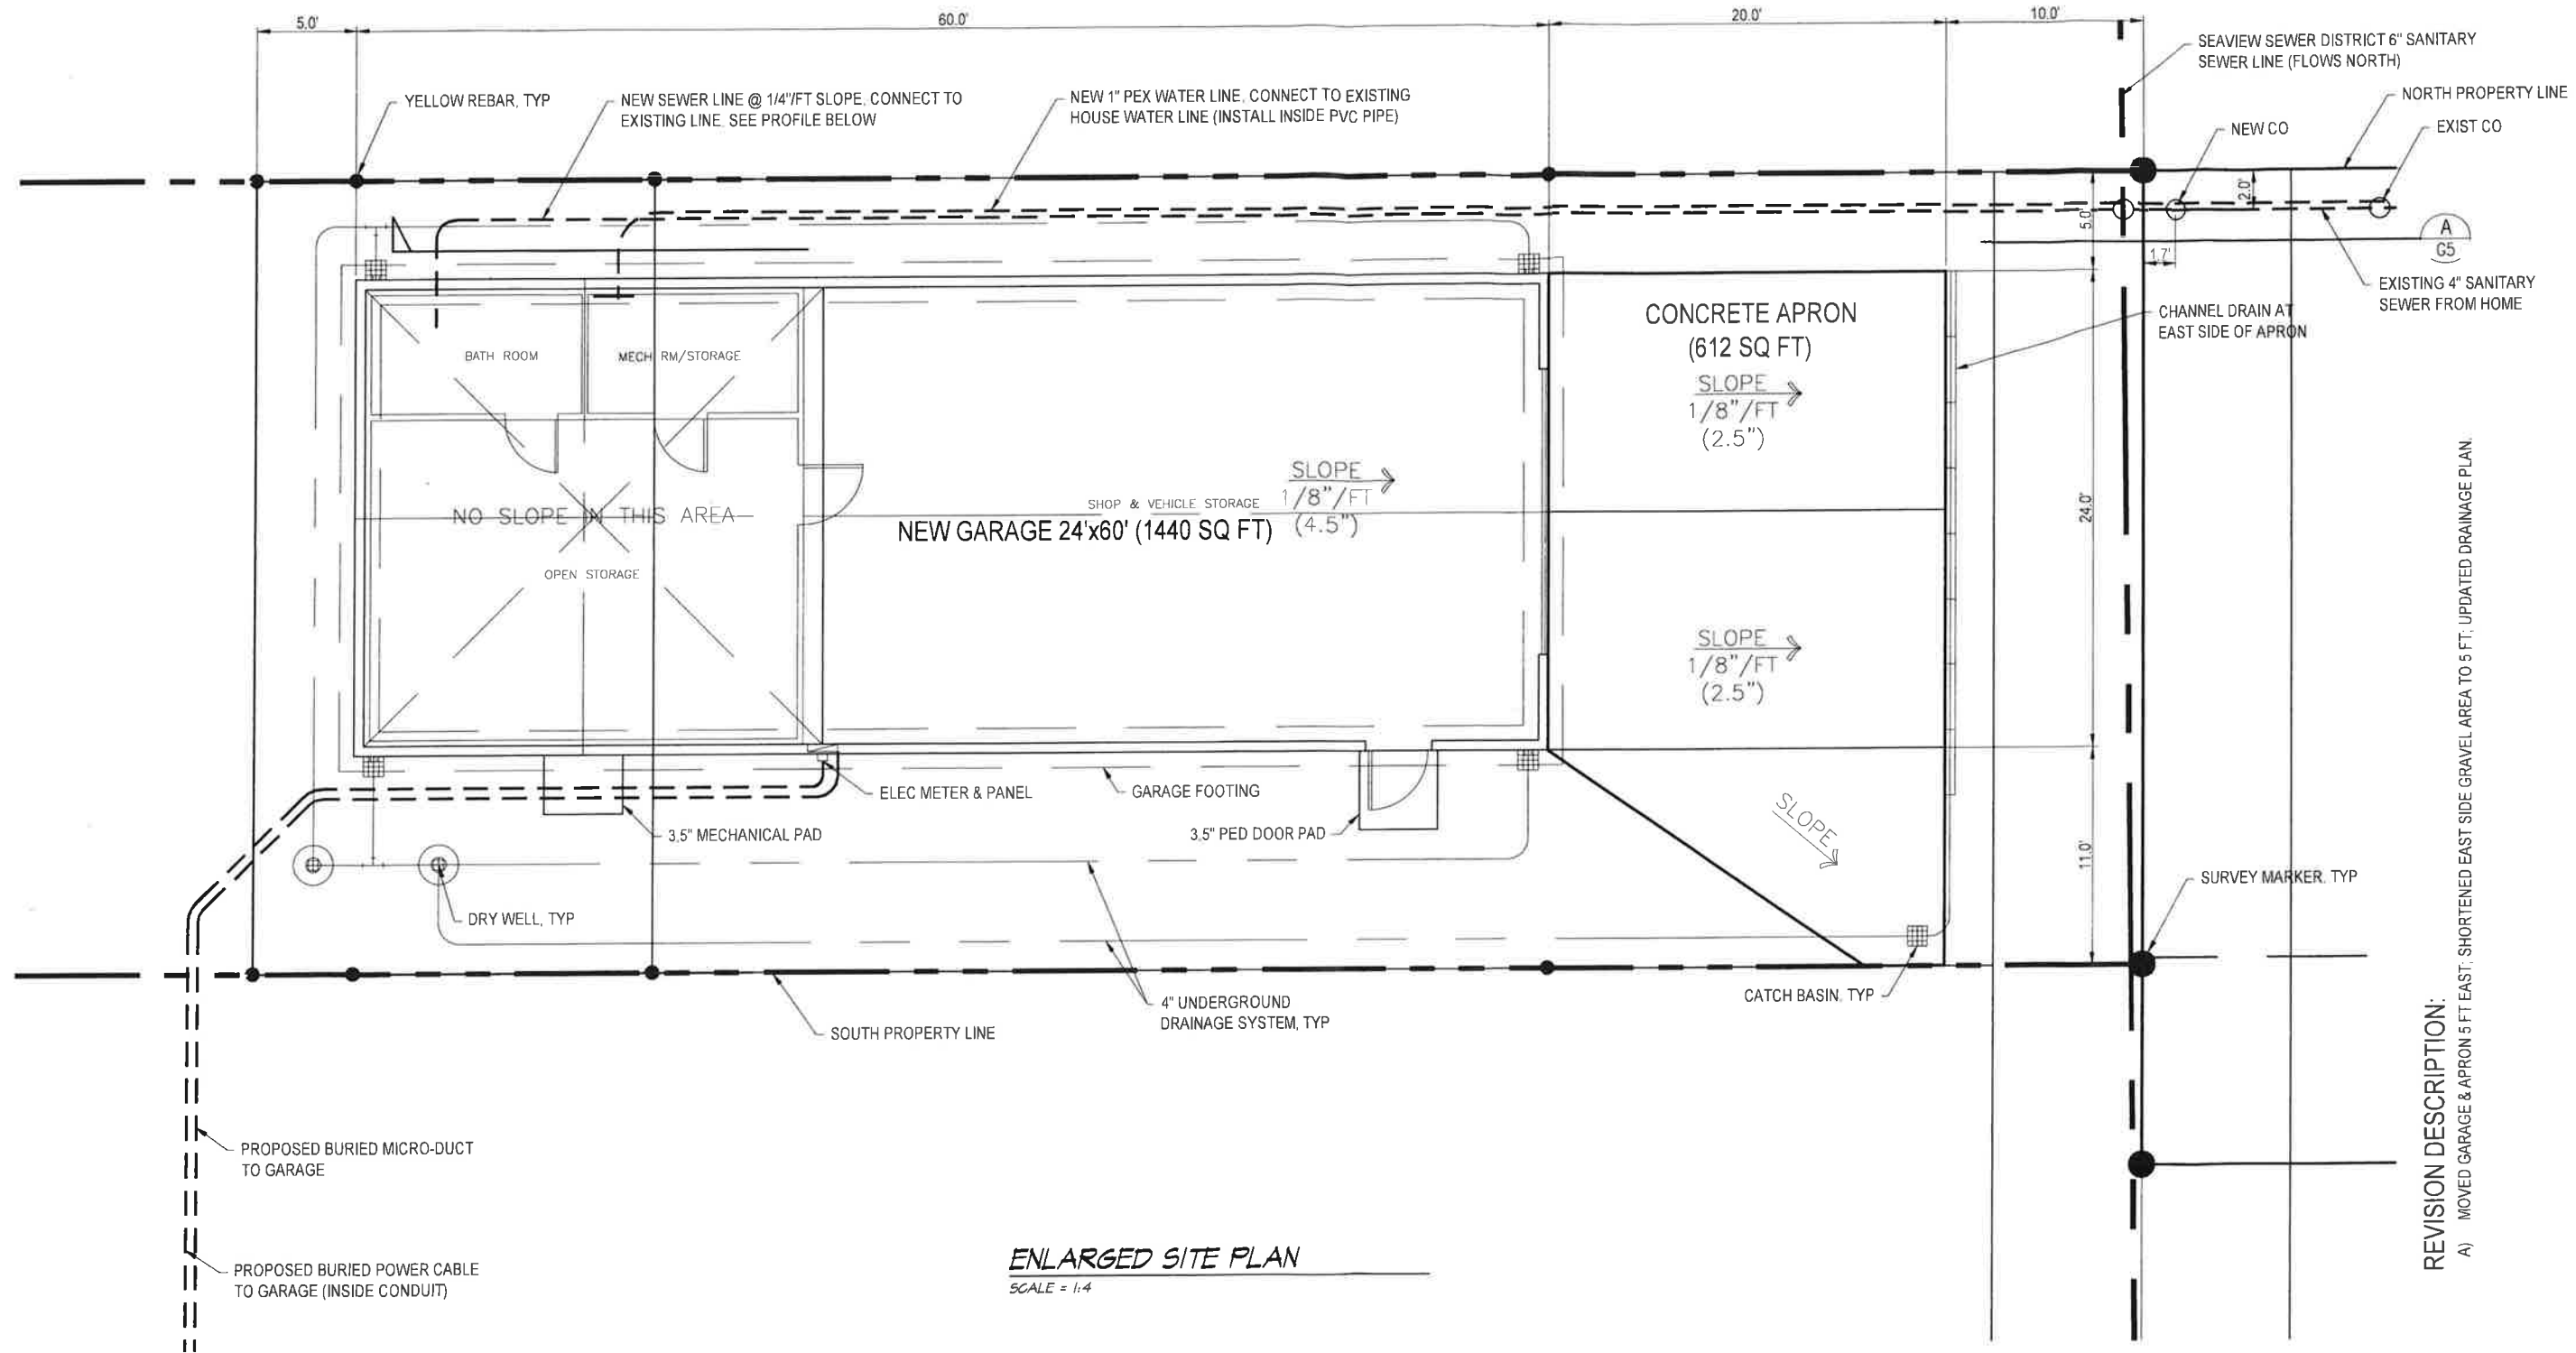 5.0'
60.0'
20.0'
10.0'
SEAVIEW SEWER DISTRICT 6" SANITARY
SEWER LINE (FLOWS NORTH)
YELLOW REBAR, TYP
NEW SEWER LINE @ 1/4"/FT SLOPE, CONNECT TO
EXISTING LINE, SEE PROFILE BELOW
NEW 1" PEX WATER LINE, CONNECT TO EXISTING
HOUSE WATER LINE (INSTALL INSIDE PVC PIPE)
NORTH PROPERTY LINE
NEW CO
EXIST CO
2.0'
5.0'
A
G5
1.7'
EXISTING 4" SANITARY
SEWER FROM HOME
CHANNEL DRAIN AT
EAST SIDE OF APRON
CONCRETE APRON
(612 SQ FT)
SLOPE
1/8"/FT
(2.5")
BATH ROOM
MECH RM/STORAGE
SLOPE
1/8"/FT
(4.5")
SHOP & VEHICLE STORAGE
NO SLOPE IN THIS AREA
NEW GARAGE 24'x60' (1440 SQ FT)
OPEN STORAGE
24.0'
SLOPE
1/8"/FT
(2.5")
ELEC METER & PANEL
GARAGE FOOTING
3.5" MECHANICAL PAD
3.5" PED DOOR PAD
SLOPE
11.0'
SURVEY MARKER, TYP
DRY WELL, TYP
CATCH BASIN, TYP
4" UNDERGROUND
DRAINAGE SYSTEM, TYP
SOUTH PROPERTY LINE
PROPOSED BURIED MICRO-DUCT
TO GARAGE
PROPOSED BURIED POWER CABLE
TO GARAGE (INSIDE CONDUIT)
ENLARGED SITE PLAN
SCALE = 1:4
REVISION DESCRIPTION:
A) MOVED GARAGE & APRON 5 FT EAST; SHORTENED EAST SIDE GRAVEL AREA TO 5 FT; UPDATED DRAINAGE PLAN.